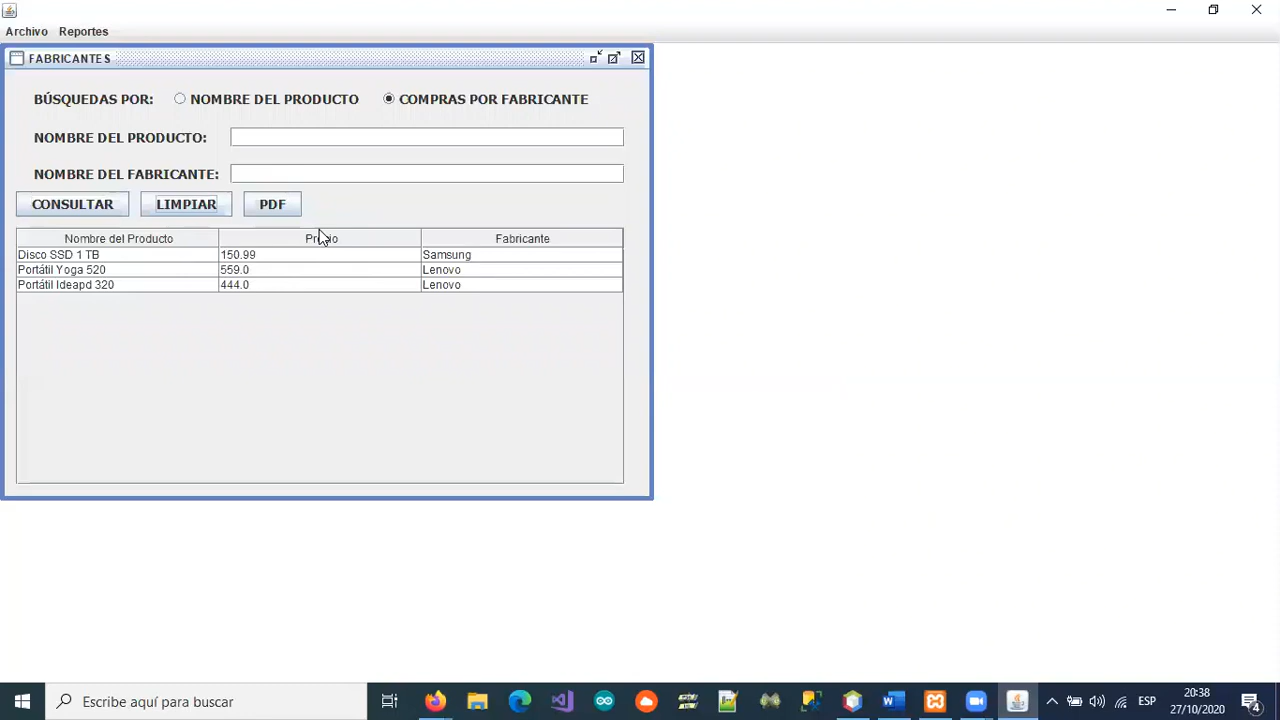 Archivo Reportes
FABRICANTES
BÚSQUEDAS POR: NOMBRE DEL PRODUCTO COMPRAS POR FABRICANTE
NOMBRE DEL PRODUCTO:
NOMBRE DEL FABRICANTE:
CONSULTAR LIMPIAR PDF
Nombre del Producto Fabricante
Disco SSD 1 TB 150.99 Samsung
Portátil Yoga 520 559.0 Lenovo
Portátil Ideapd 320 444.0 Lenovo
Escribe aquí para buscar
ESP
20:38
27/10/2020
4